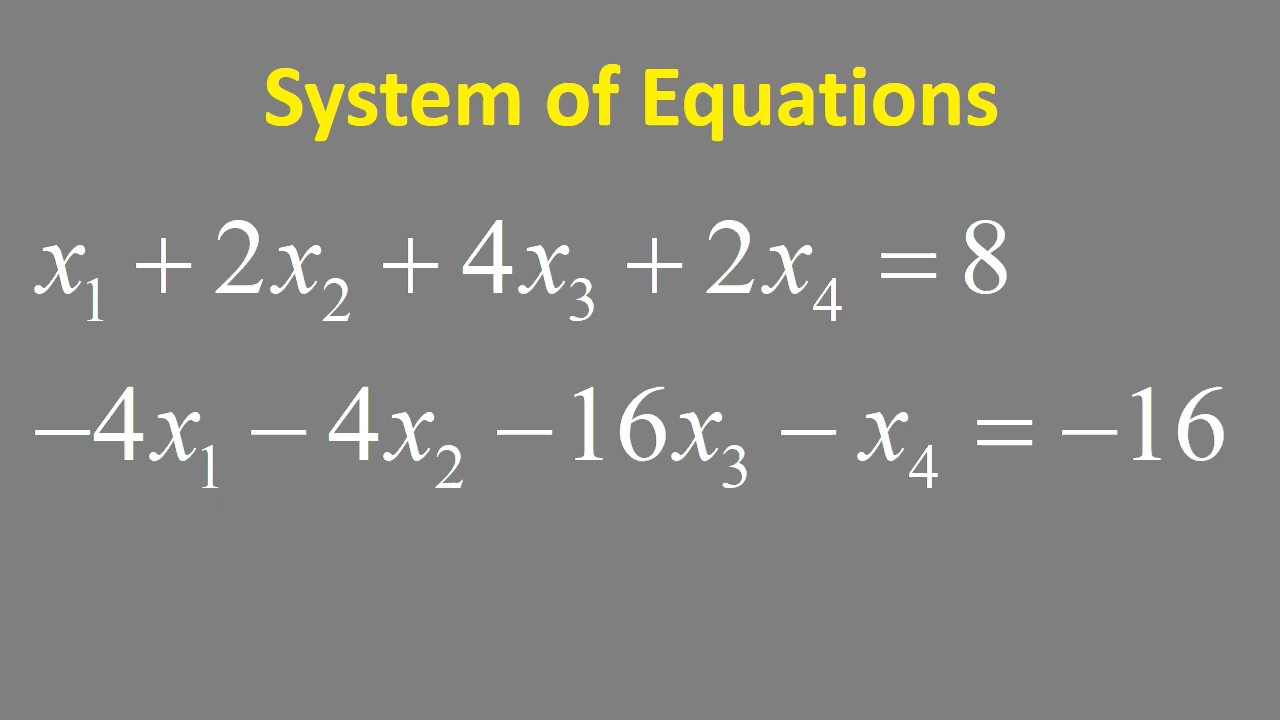 System of Equations
x₁ + 2x₂ + 4x₃ + 2x₄ = 8
−4x₁ − 4x₂ −16x₃ − x₄ = −16